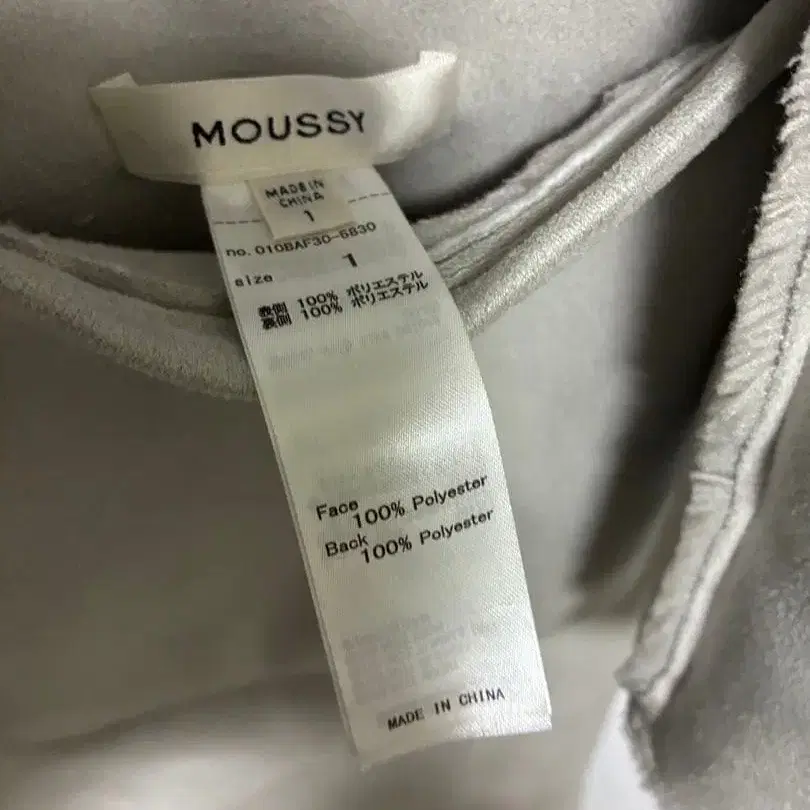 MOUSSY
MADE IN
CHINA
1
no. 010BAF30-5830
size 1
表側 100% ポリエステル
裏側 100% ポリエステル
Face
100% Polyester
Back
100% Polyester
MADE IN CHINA